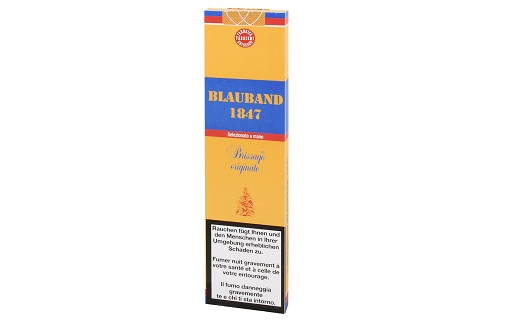 TABACCHI
BLAUBAND
1847
Selezionato a mano
Brissago
originale
Rauchen fügt Ihnen und
den Menschen in Ihrer
Umgebung erheblichen
Schaden zu.
Fumer nuit gravement à
votre santé et à celle de
votre entourage.
Il fumo danneggia
gravemente
te e chi ti sta intorno.